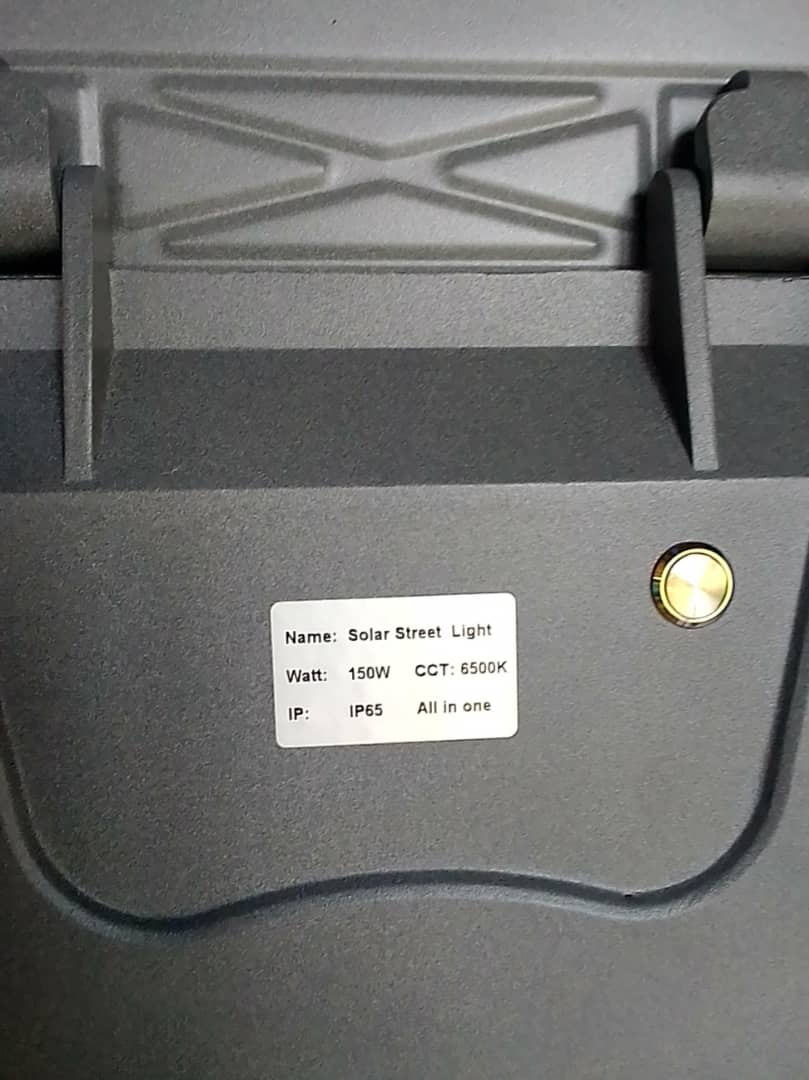 Name: Solar Street Light
Watt: 150W CCT: 6500K
IP: IP65 All in one